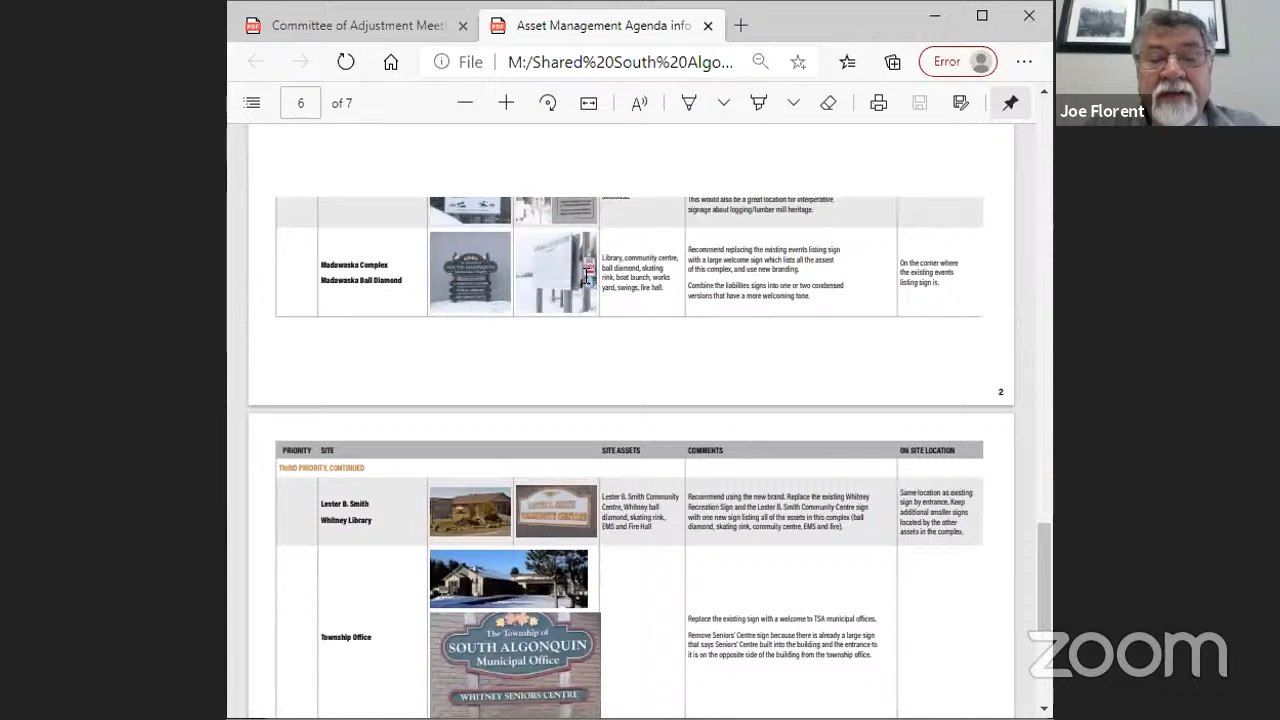 Committee of Adjustment Meeti
Asset Management Agenda info
File
M:/Shared%20South%20Algo...
Error
6 of 7
Joe Florent
This would also be a great location for interperative
signage about logging/lumber mill heritage.
Madawaska Complex
Madawaska Ball Diamond
SOUTH ALGONQUIN
Library, community centre,
ball diamond, skating
rink, boat launch, works
yard, swings, fire hall.
Recommend replacing the existing events listing sign
with a large welcome sign which lists all the assest
of this complex, and use new branding.
Combine the liabilites signs into one or two condensed
versions that have a more welcoming tone.
On the corner where
the existing events
listing sign is.
2
PRIORITY SITE SITE ASSETS COMMENTS ON SITE LOCATION
THIRD PRIORITY, CONTINUED
Lester B. Smith
Whitney Library
LESTER B. SMITH
COMMUNITY CENTRE
Lester B. Smith Community
Centre, Whitney ball
diamond, skating rink,
EMS and Fire Hall
Recommend using the new brand. Replace the existing Whitney
Recreation Sign and the Lester B. Smith Community Centre sign
with one new sign listing all of the assets in this complex (ball
diamond, skating rink, commuity centre, EMS and fire).
Same location as existing
sign by entrance. Keep
additional smaller signs
located by the other
assets in the complex.
Township Office
The Township of
SOUTH ALGONQUIN
Municipal Office
WHITNEY SENIORS CENTRE
Replace the existing sign with a welcome to TSA municipal offices.
Remove Seniors' Centre sign because there is already a large sign
that says Seniors' Centre built into the building and the entrance to
it is on the opposite side of the building from the township office.
zoom